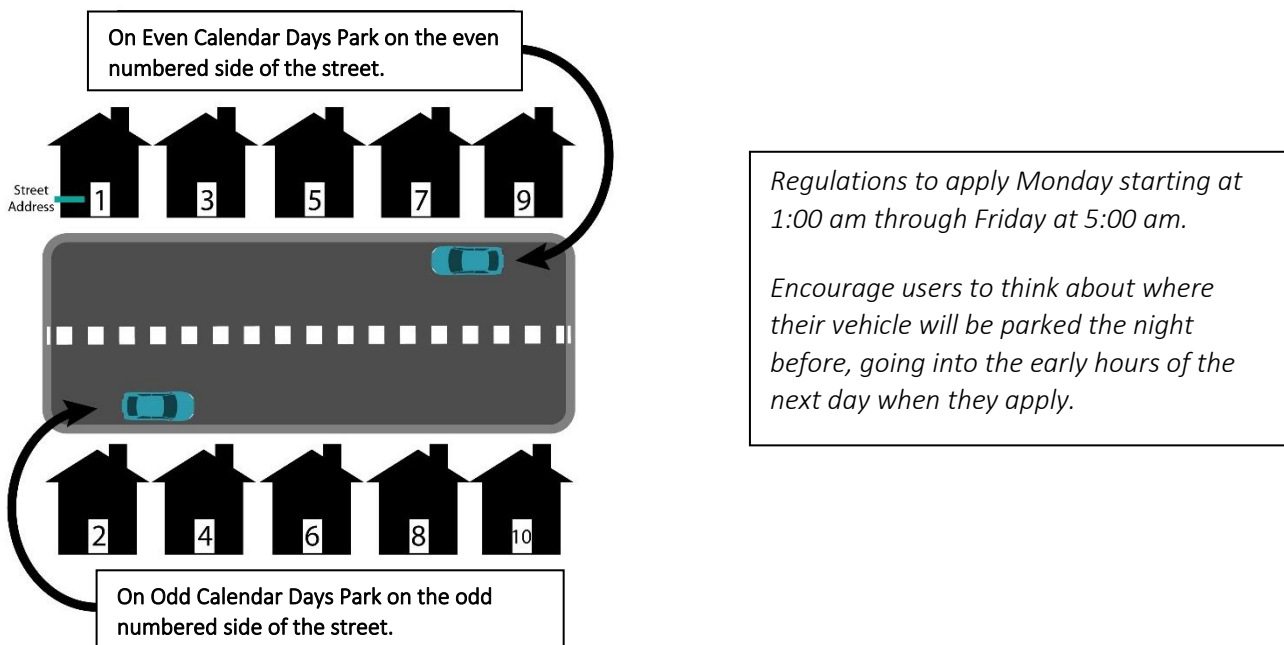 On Even Calendar Days Park on the even
numbered side of the street.
Street
Address
1
3
5
7
9
2
4
6
8
10
On Odd Calendar Days Park on the odd
numbered side of the street.
Regulations to apply Monday starting at
1:00 am through Friday at 5:00 am.
Encourage users to think about where
their vehicle will be parked the night
before, going into the early hours of the
next day when they apply.